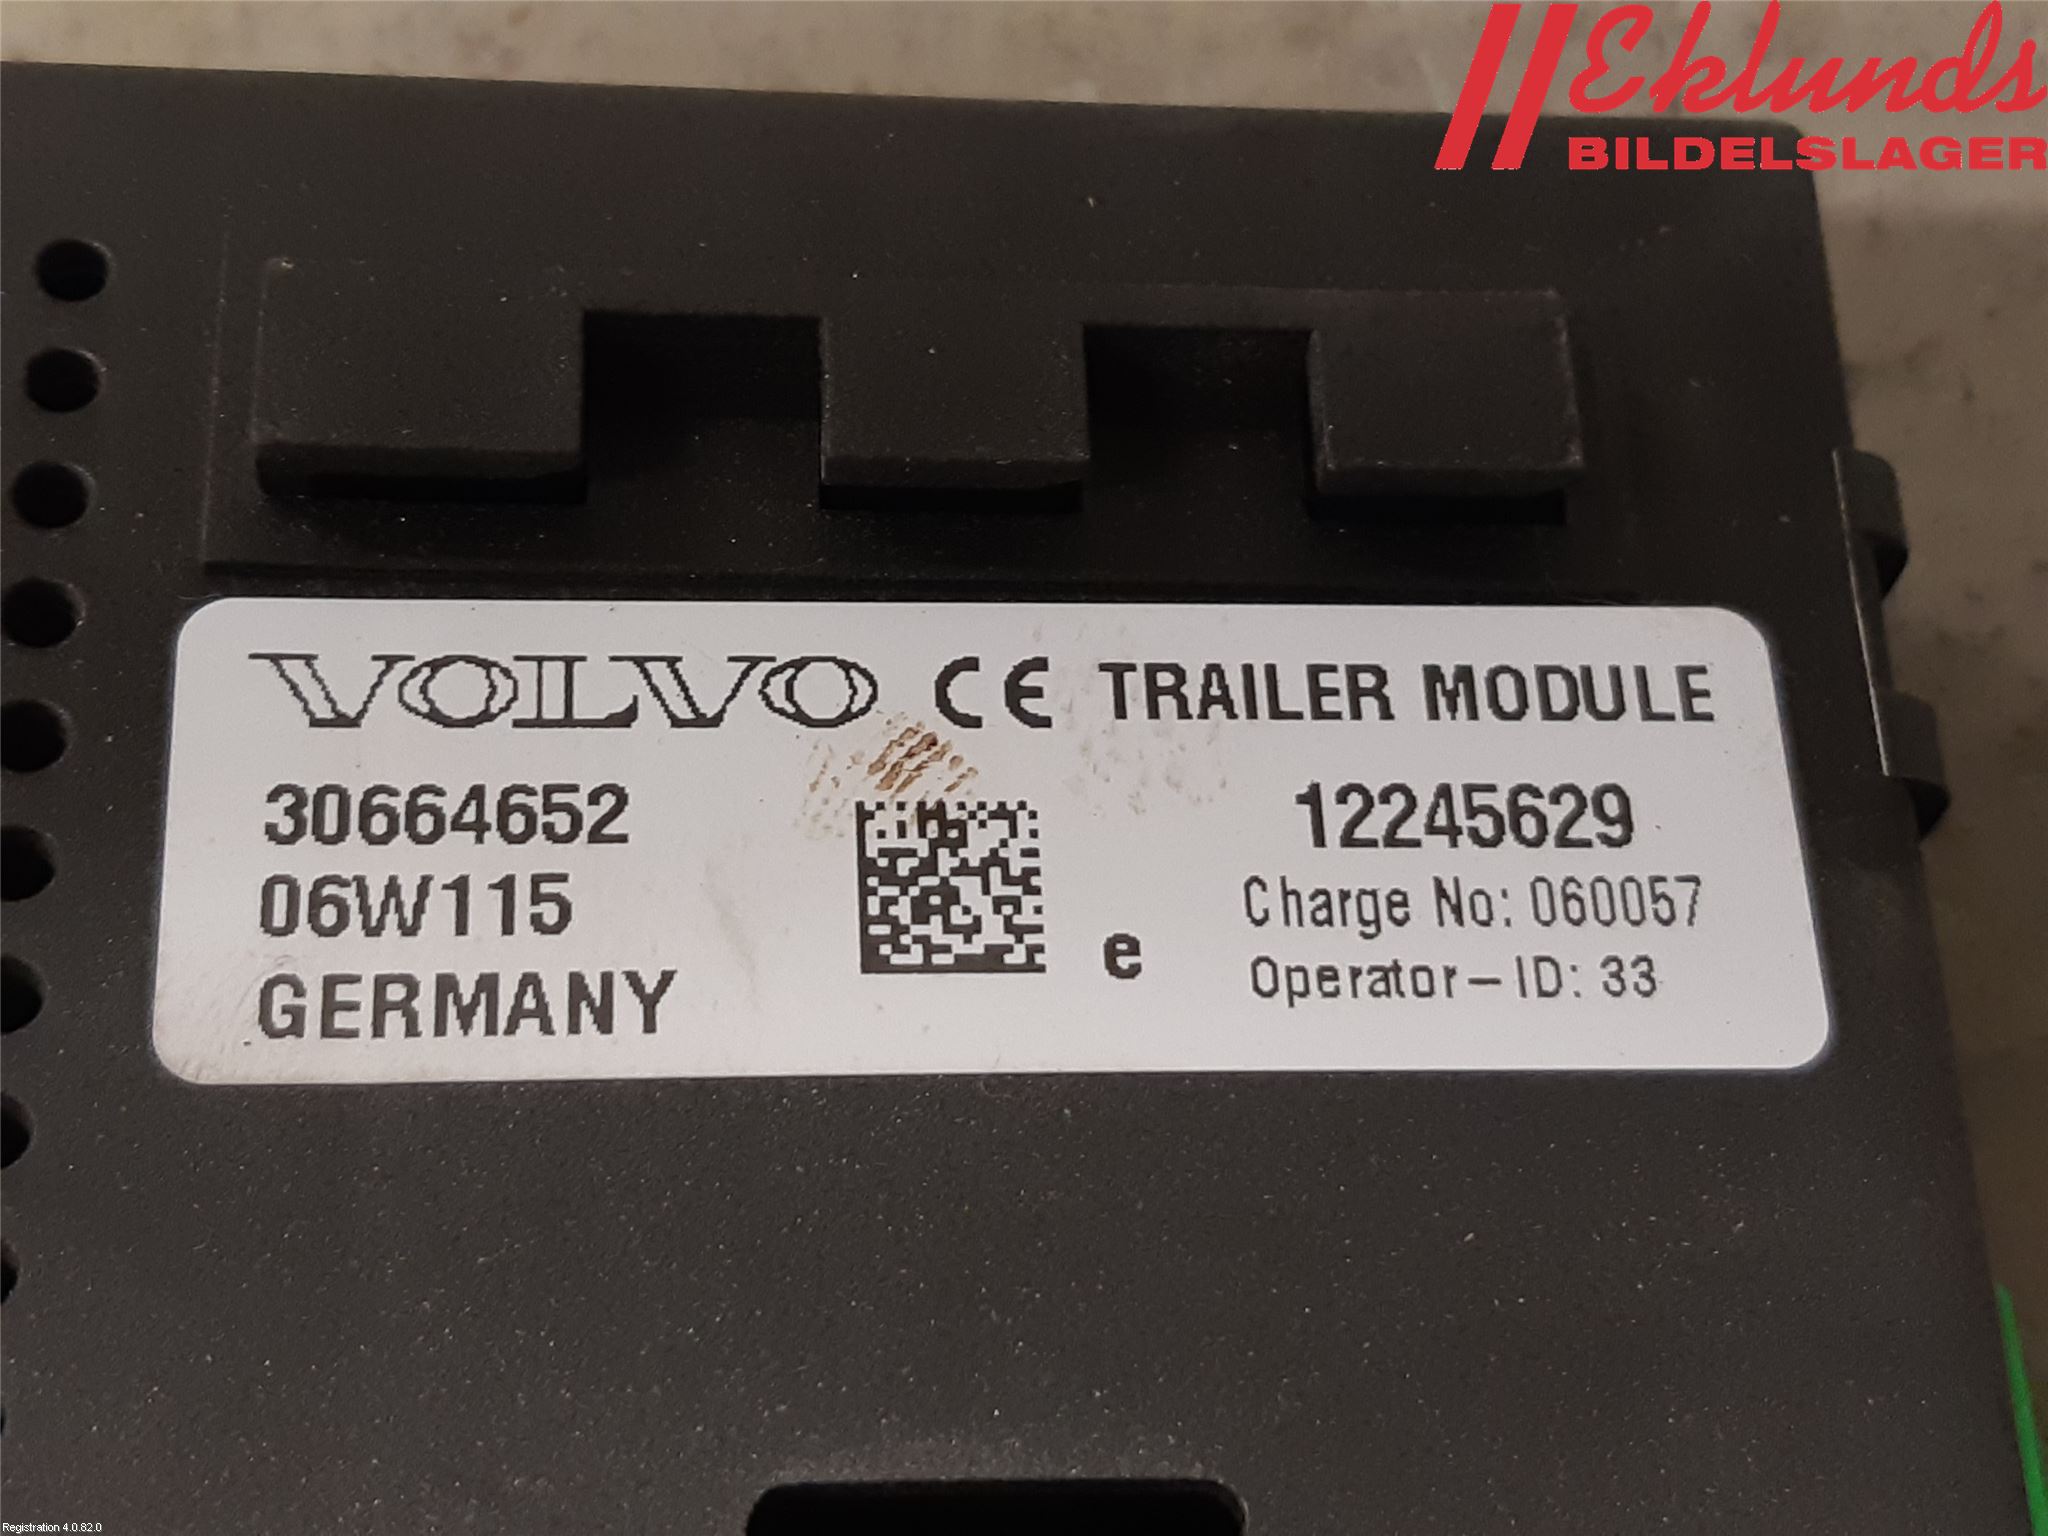 Eklunds
BILDELSLAGER
VOLVO CE TRAILER MODULE
30664652
06W115
GERMANY
e
12245629
Charge No: 060057
Operator-ID: 33
Registration 4.0.82.0